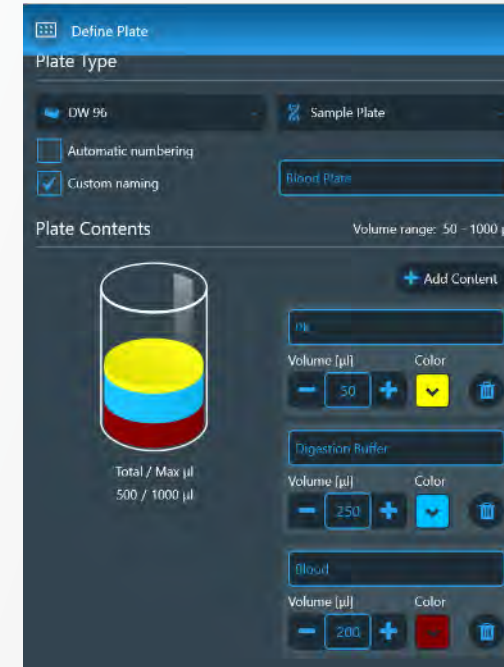 Define Plate
Plate Type
DW 96
Sample Plate
Automatic numbering
Custom naming
Blood Plate
Plate Contents
Volume range: 50 - 1000 µ
Add Content
Pk
Volume [µl] Color
50
Digestion Buffer
Volume [µl] Color
250
Total / Max µl
500 / 1000 µl
Blood
Volume [µl] Color
200